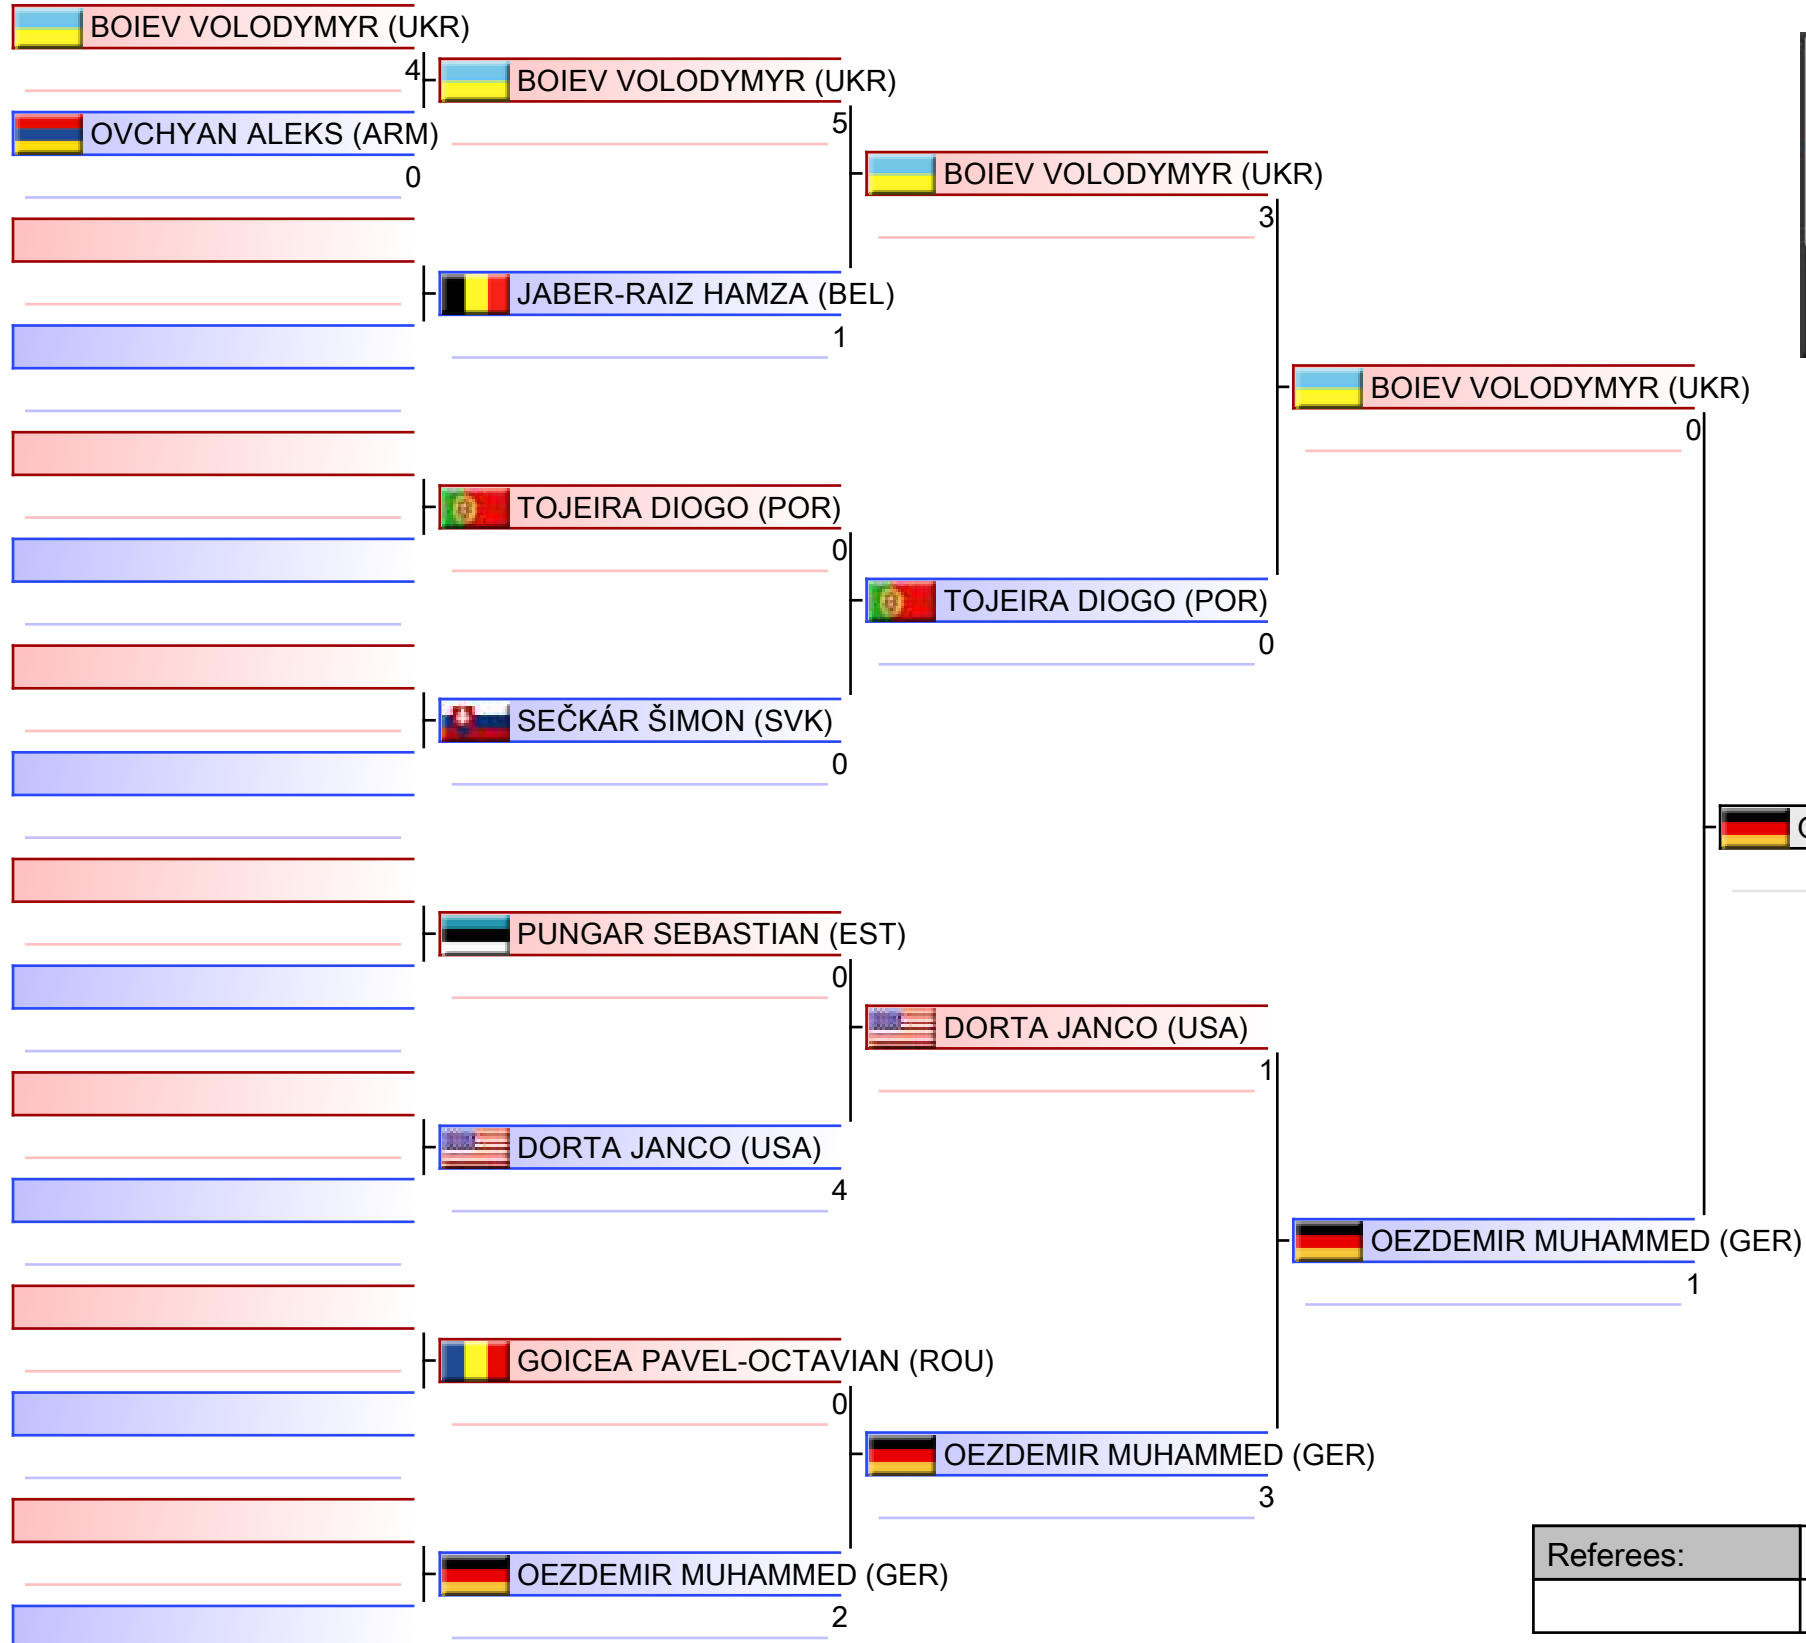 BOIEV VOLODYMYR (UKR)
4
OVCHYAN ALEKS (ARM)
0
BOIEV VOLODYMYR (UKR)
5
JABER-RAIZ HAMZA (BEL)
1
TOJEIRA DIOGO (POR)
0
SEČKÁR ŠIMON (SVK)
0
PUNGAR SEBASTIAN (EST)
0
DORTA JANCO (USA)
4
GOICEA PAVEL-OCTAVIAN (ROU)
0
OEZDEMIR MUHAMMED (GER)
2
BOIEV VOLODYMYR (UKR)
3
TOJEIRA DIOGO (POR)
0
DORTA JANCO (USA)
1
OEZDEMIR MUHAMMED (GER)
3
BOIEV VOLODYMYR (UKR)
0
OEZDEMIR MUHAMMED (GER)
1
Referees: